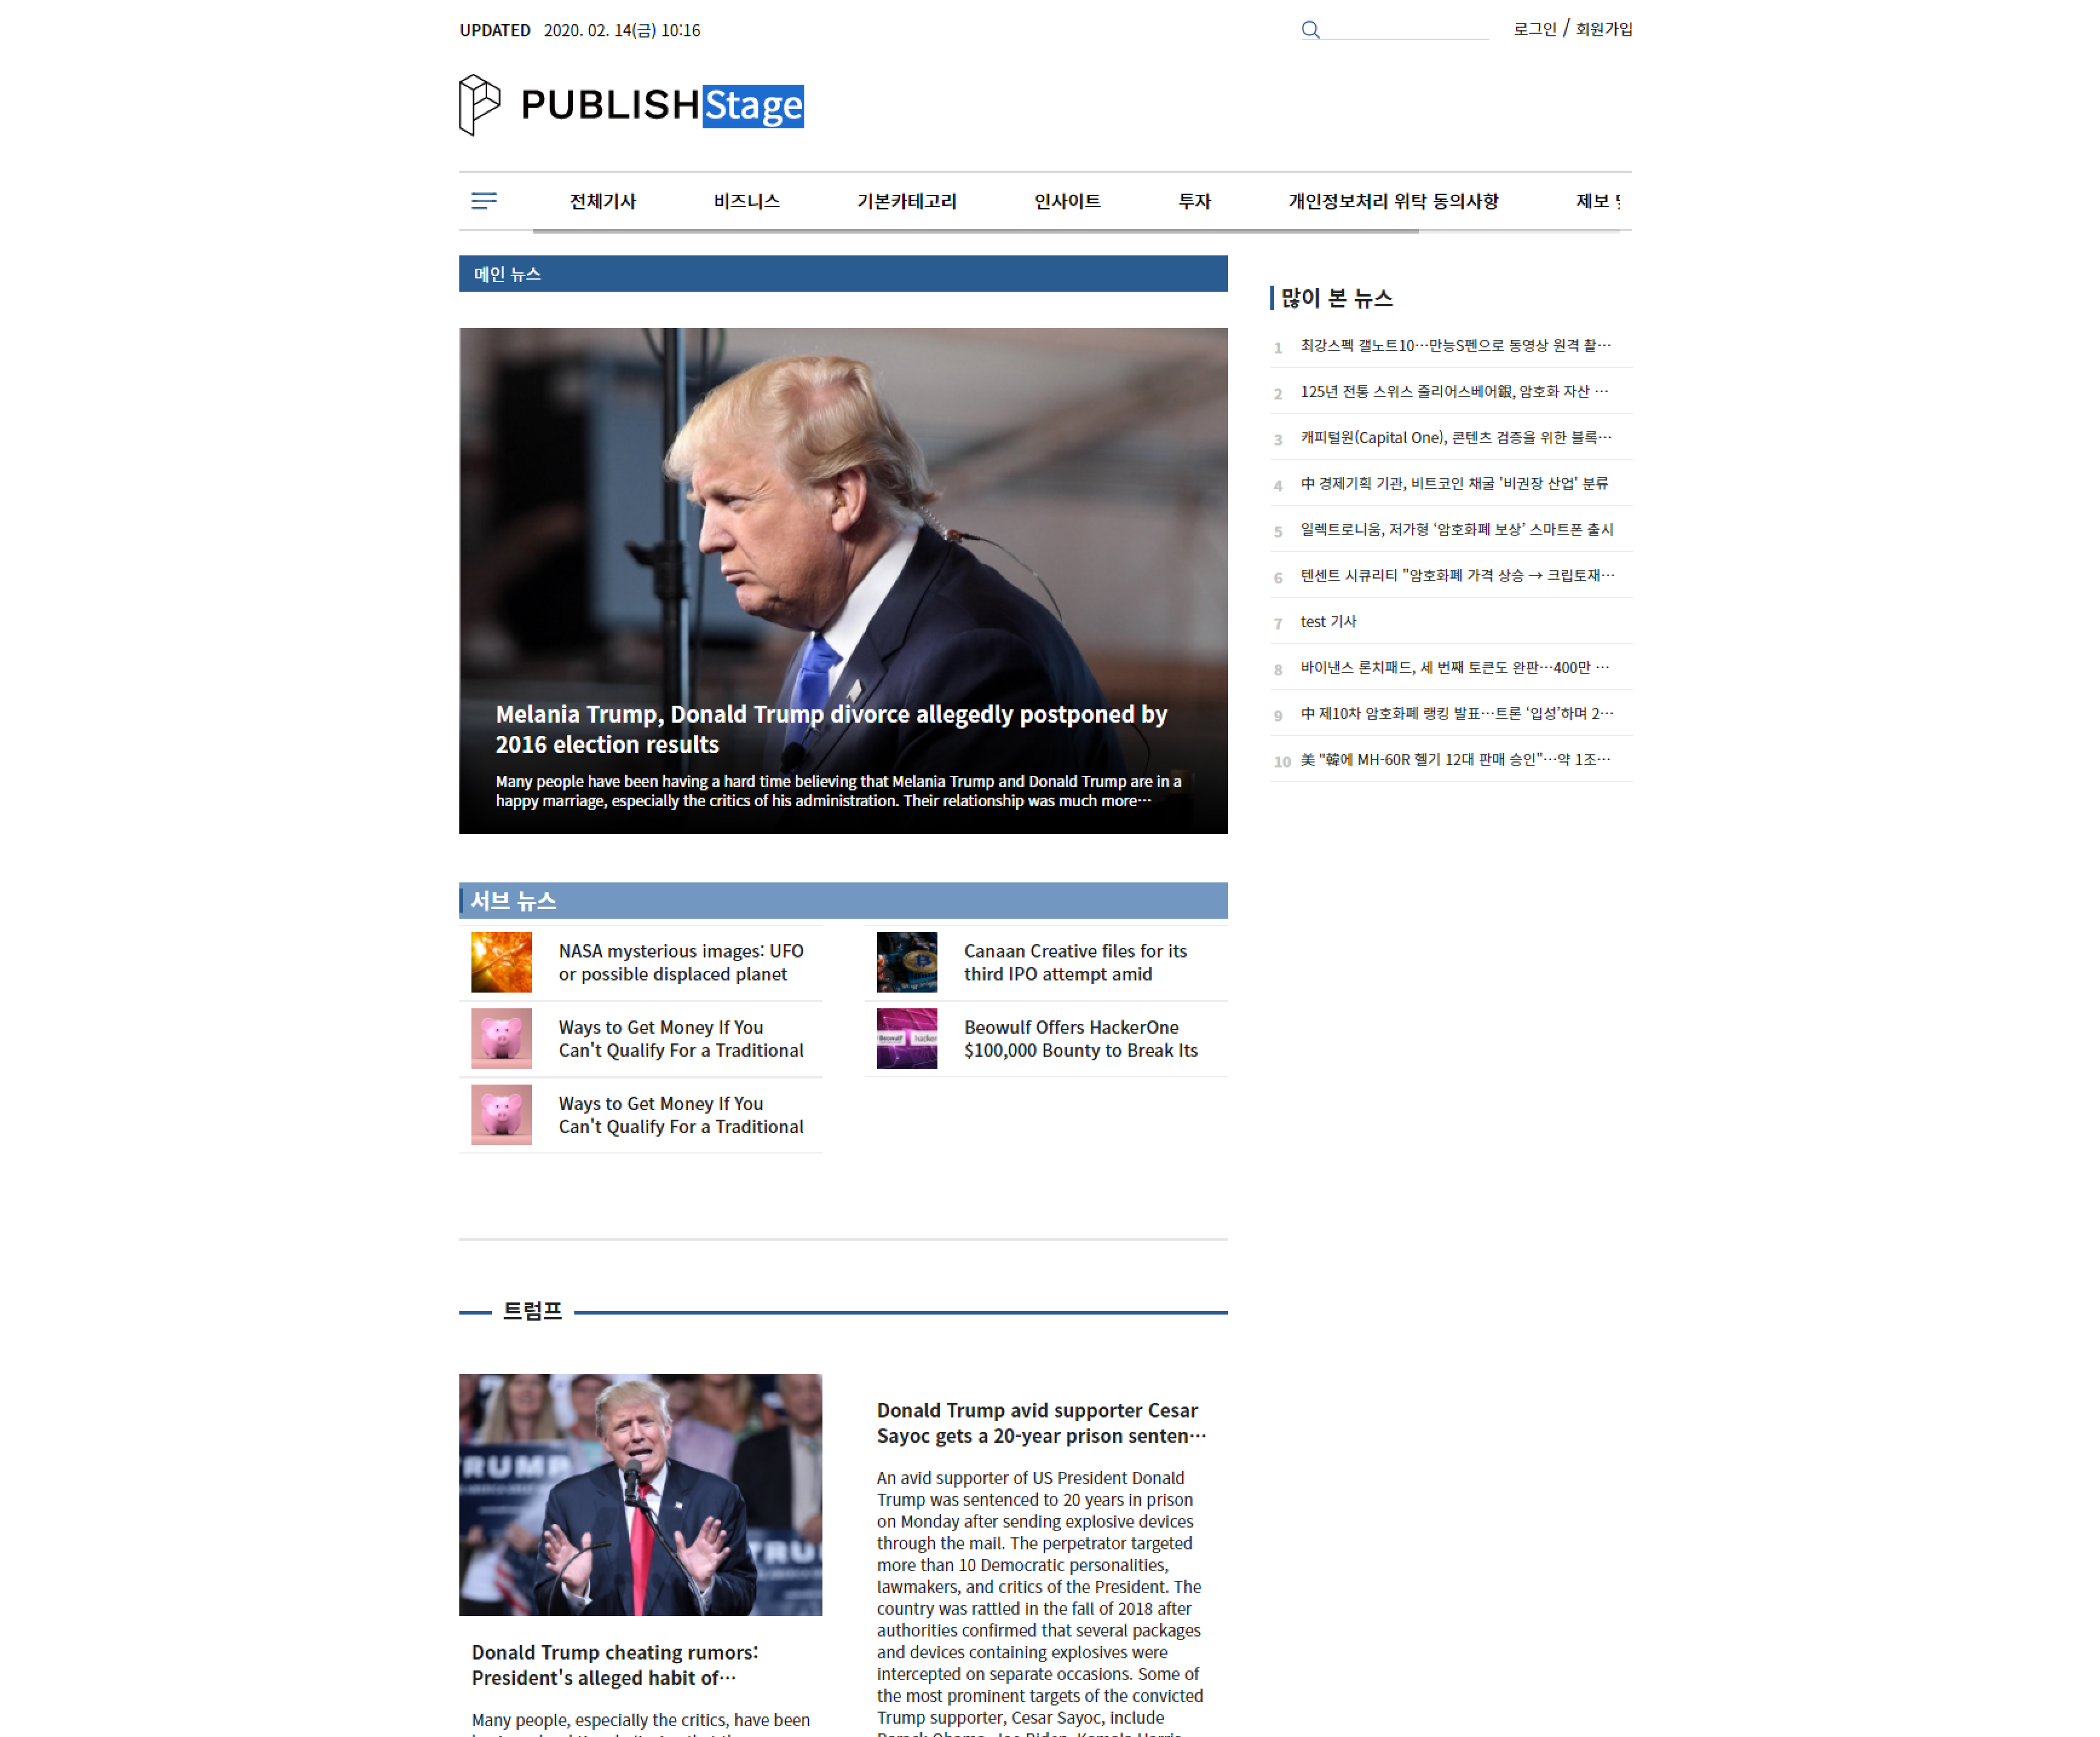 UPDATED 2020. 02. 14(금) 10:16
로그인 / 회원가입
PUBLISHStage
전체기사 비즈니스 기본카테고리 인사이트 투자 개인정보처리 위탁 동의사항 제보
메인 뉴스
Melania Trump, Donald Trump divorce allegedly postponed by
2016 election results
Many people have been having a hard time believing that Melania Trump and Donald Trump are in a
happy marriage, especially the critics of his administration. Their relationship was much more…
많이 본 뉴스
1 최강스펙 갤노트10…만능S펜으로 동영상 원격 촬…
2 125년 전통 스위스 줄리어스베어銀, 암호화 자산 …
3 캐피털원(Capital One), 콘텐츠 검증을 위한 블록…
4 中 경제기획 기관, 비트코인 채굴 '비권장 산업' 분류
5 일렉트로니움, 저가형 ‘암호화폐 보상’ 스마트폰 출시
6 텐센트 시큐리티 "암호화폐 가격 상승 → 크립토재…
7 test 기사
8 바이낸스 론치패드, 세 번째 토큰도 완판…400만 …
9 中 제10차 암호화폐 랭킹 발표…트론 ‘입성’하며 2…
10 美 "韓에 MH-60R 헬기 12대 판매 승인"…약 1조…
서브 뉴스
NASA mysterious images: UFO
or possible displaced planet
Ways to Get Money If You
Can't Qualify For a Traditional
Ways to Get Money If You
Can't Qualify For a Traditional
Canaan Creative files for its
third IPO attempt amid
Beowulf Offers HackerOne
$100,000 Bounty to Break Its
Beowulf hacker
트럼프
TRUMP
TRU
Donald Trump cheating rumors:
President's alleged habit of…
Many people, especially the critics, have been
Donald Trump avid supporter Cesar
Sayoc gets a 20-year prison senten…
An avid supporter of US President Donald
Trump was sentenced to 20 years in prison
on Monday after sending explosive devices
through the mail. The perpetrator targeted
more than 10 Democratic personalities,
lawmakers, and critics of the President. The
country was rattled in the fall of 2018 after
authorities confirmed that several packages
and devices containing explosives were
intercepted on separate occasions. Some of
the most prominent targets of the convicted
Trump supporter, Cesar Sayoc, include
Barack Obama, Joe Biden, Kamala Harris